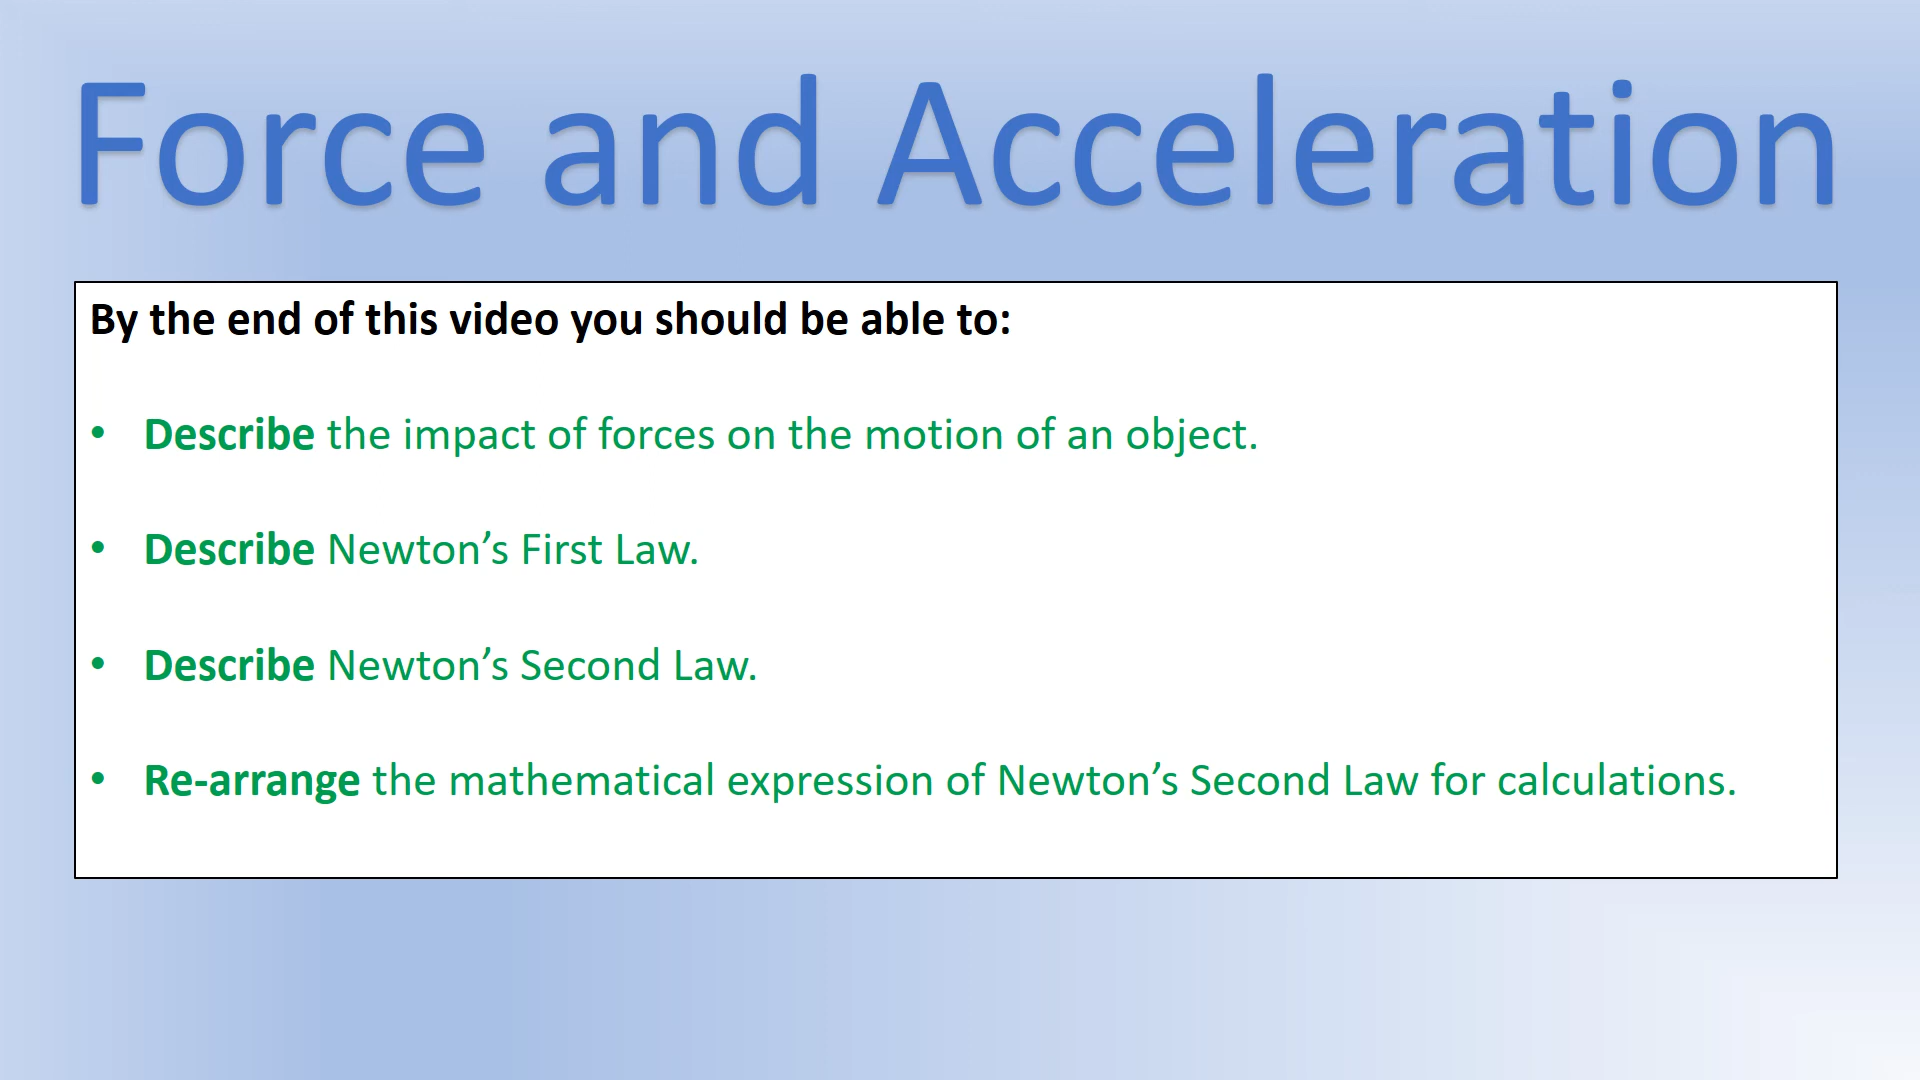 Force and Acceleration
By the end of this video you should be able to:
• Describe the impact of forces on the motion of an object.
• Describe Newton’s First Law.
• Describe Newton’s Second Law.
• Re-arrange the mathematical expression of Newton’s Second Law for calculations.